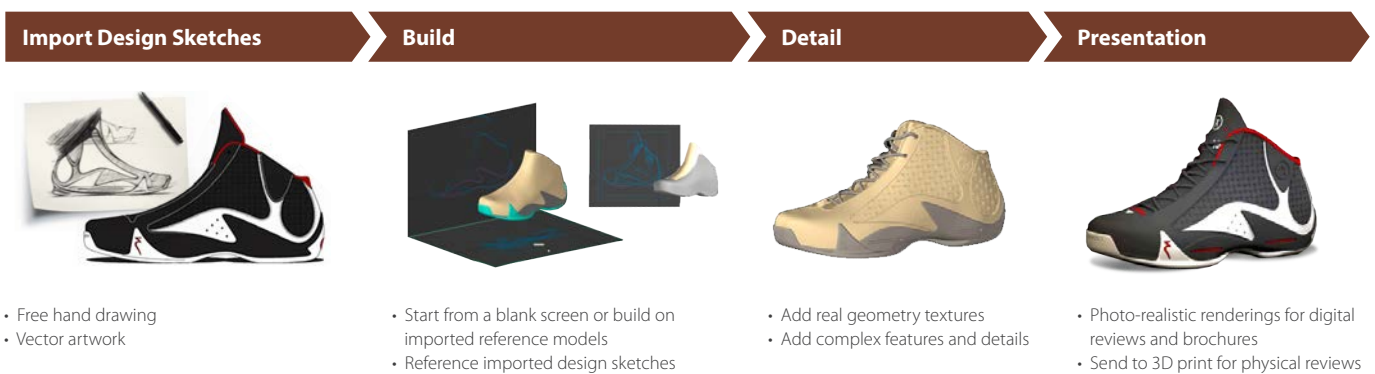 Import Design Sketches
Build
Detail
Presentation
• Free hand drawing
• Vector artwork
• Start from a blank screen or build on
imported reference models
• Reference imported design sketches
• Add real geometry textures
• Add complex features and details
• Photo-realistic renderings for digital
reviews and brochures
• Send to 3D print for physical reviews